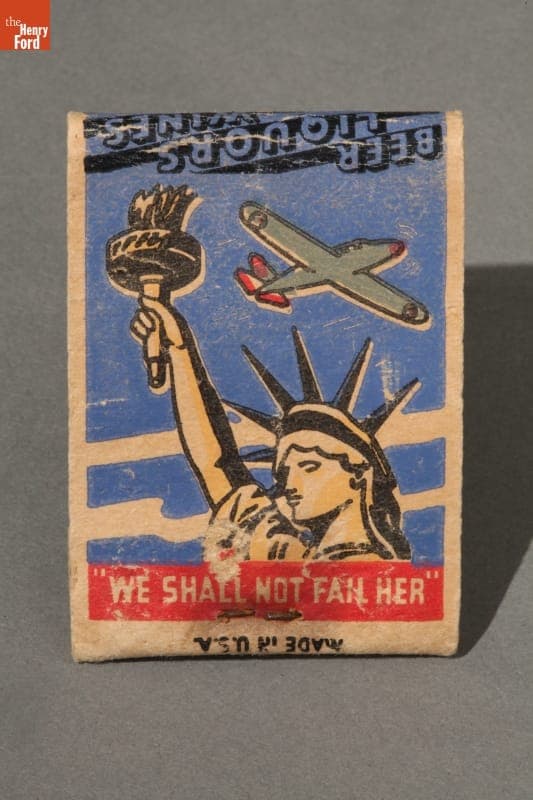 the
Henry
Ford
BEER
LIQUORS
WINES
"WE SHALL NOT FAIL HER"
MADE IN U.S.A.